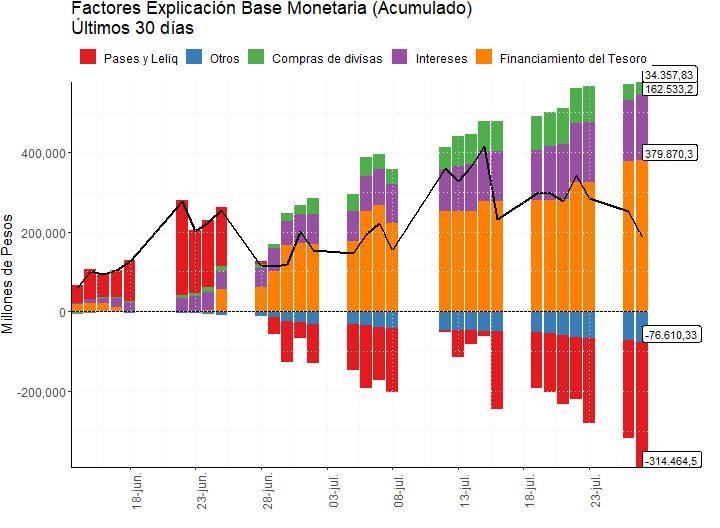 Factores Explicación Base Monetaria (Acumulado)
Últimos 30 días
Pases y Leliq Otros Compras de divisas Intereses Financiamiento del Tesoro
34.357,83
162.533,2
400,000
379.870,3
200,000
Millones de Pesos
0
-76.610,33
-200,000
-314.464,5
18-jun. 23-jun. 28-jun. 03-jul. 08-jul. 13-jul. 18-jul. 23-jul.